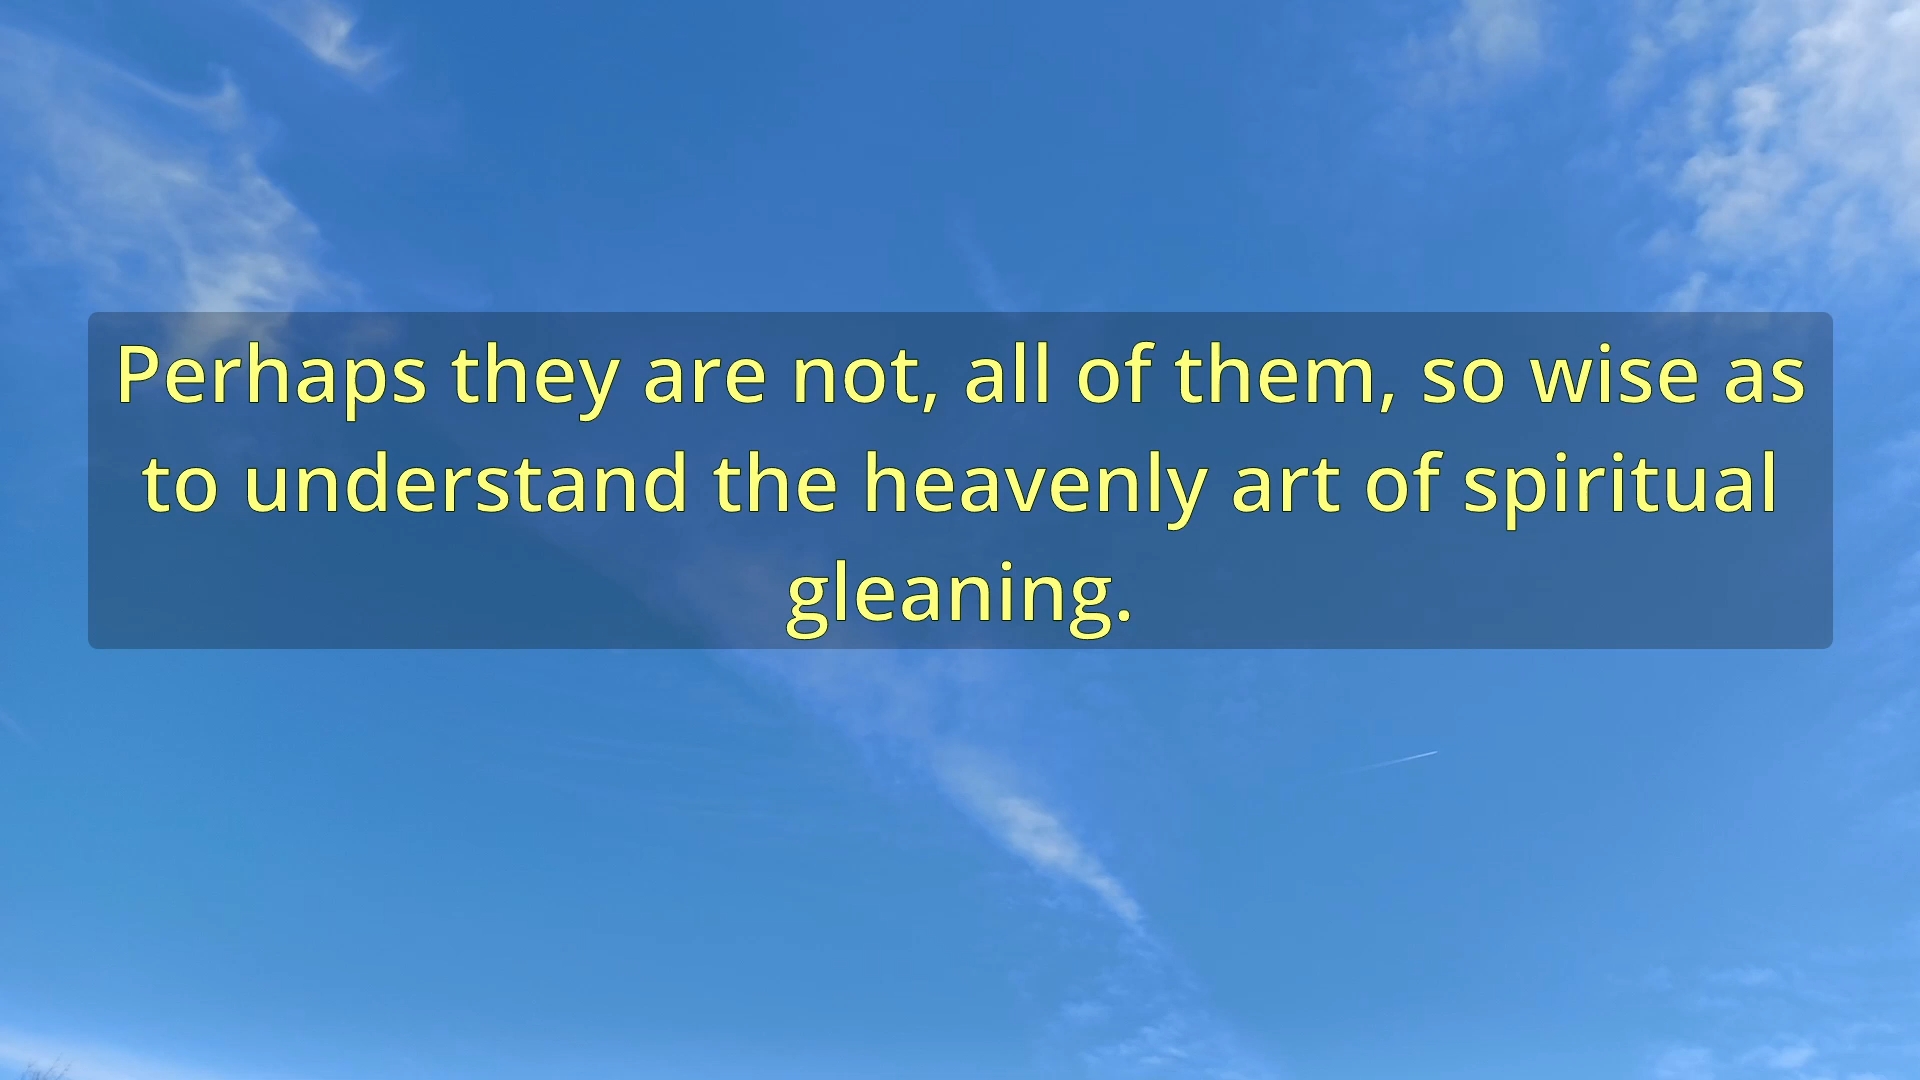 Perhaps they are not, all of them, so wise as
to understand the heavenly art of spiritual
gleaning.